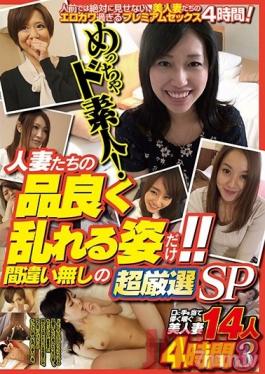 人前では絶対に見せない美人妻たちの
エロカワ過ぎるプレミアムセックス
4時間!
めっちゃド素人!
人妻たちの
品良く
乱れる姿だけ!!
間違い無しの
超厳選SP
美人妻14人
4時間③